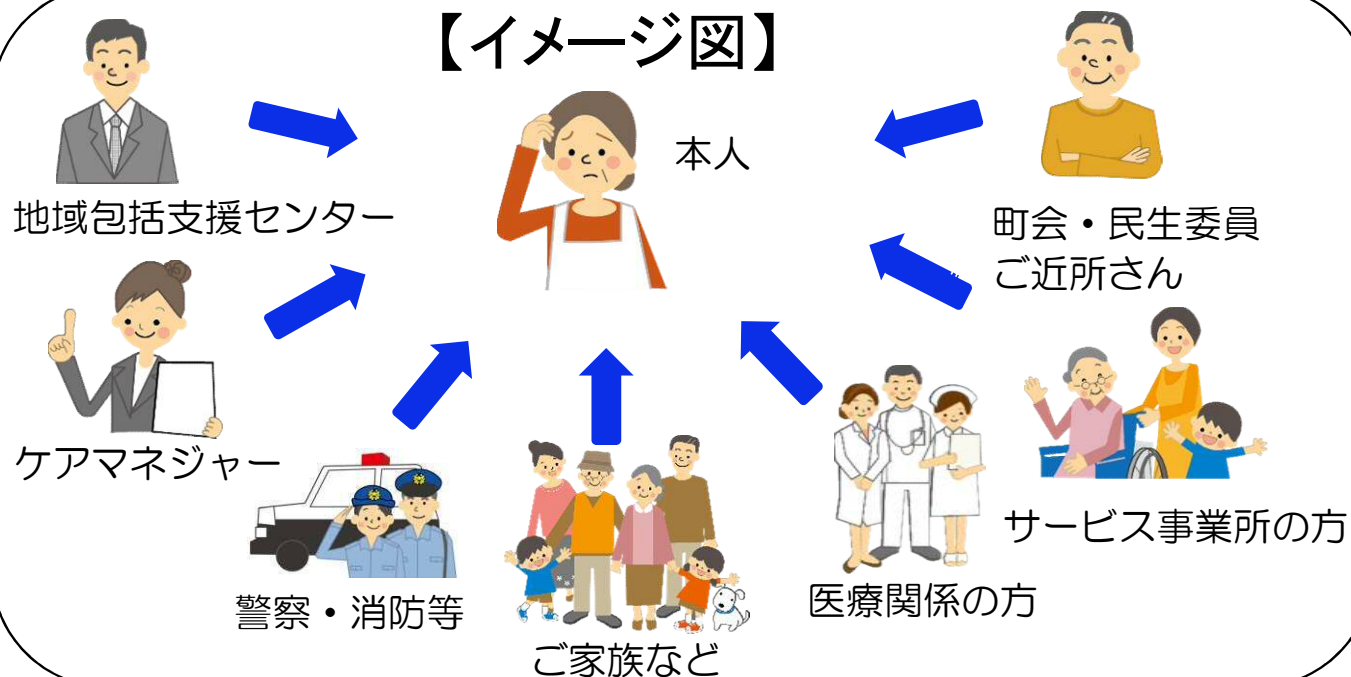 【イメージ図】
本人
地域包括支援センター
町会・民生委員
ご近所さん
ケアマネジャー
サービス事業所の方
警察・消防等
医療関係の方
ご家族など